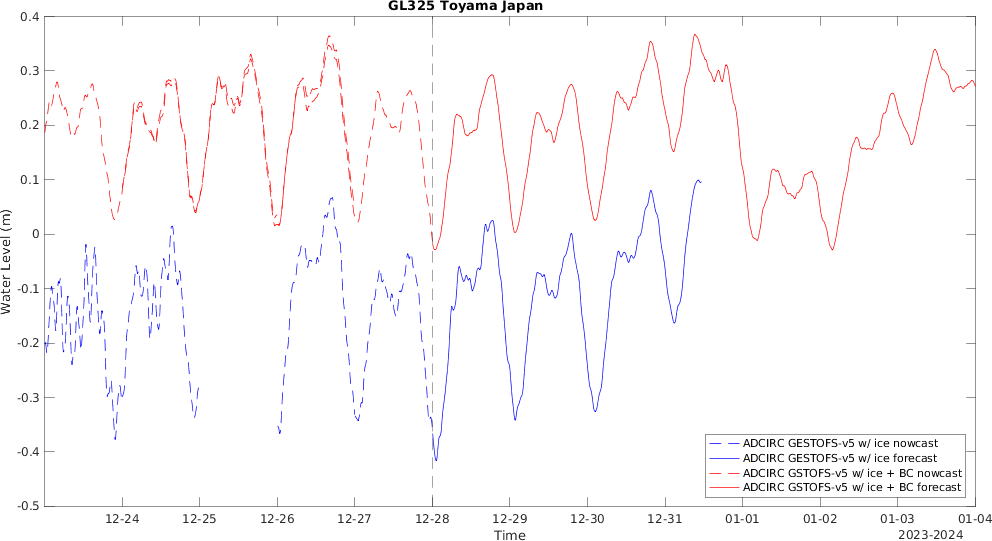 GL325 Toyama Japan
0.4
0.3
0.2
0.1
0
-0.1
-0.2
-0.3
-0.4
-0.5
Water Level (m)
ADCIRC GESTOFS-v5 w/ ice nowcast
ADCIRC GESTOFS-v5 w/ ice forecast
ADCIRC GSTOFS-v5 w/ ice + BC nowcast
ADCIRC GSTOFS-v5 w/ ice + BC forecast
12-24 12-25 12-26 12-27 12-28 12-29 12-30 12-31 01-01 01-02 01-03 01-04
Time
2023-2024